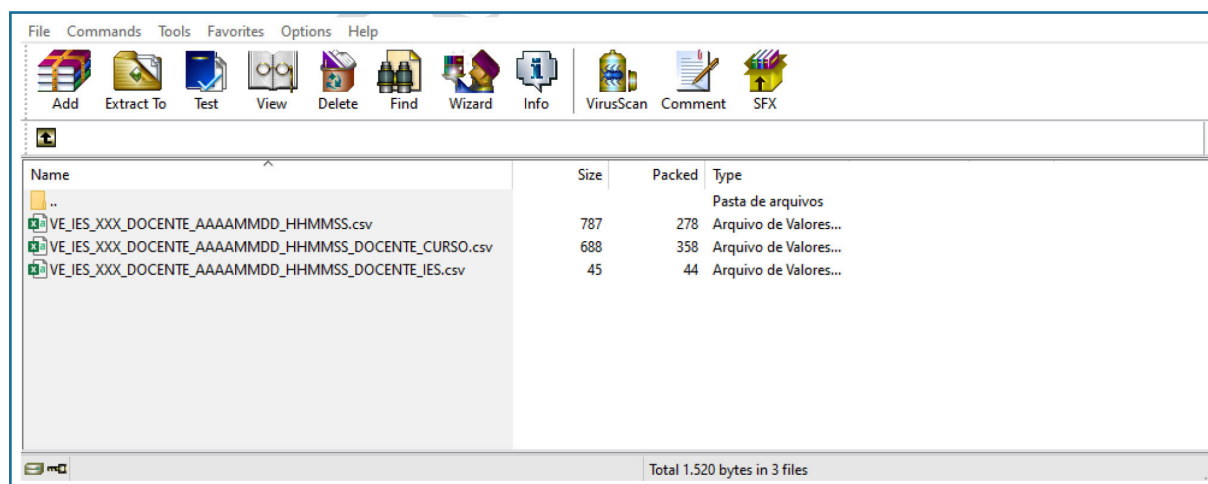 File Commands Tools Favorites Options Help
Add Extract To Test View Delete Find Wizard Info VirusScan Comment SFX
Name Size Packed Type
.. Pasta de arquivos
VE_IES_XXX_DOCENTE_AAAAMMDD_HHMMSS.csv 787 278 Arquivo de Valores...
VE_IES_XXX_DOCENTE_AAAAMMDD_HHMMSS_DOCENTE_CURSO.csv 688 358 Arquivo de Valores...
VE_IES_XXX_DOCENTE_AAAAMMDD_HHMMSS_DOCENTE_IES.csv 45 44 Arquivo de Valores...
Total 1.520 bytes in 3 files